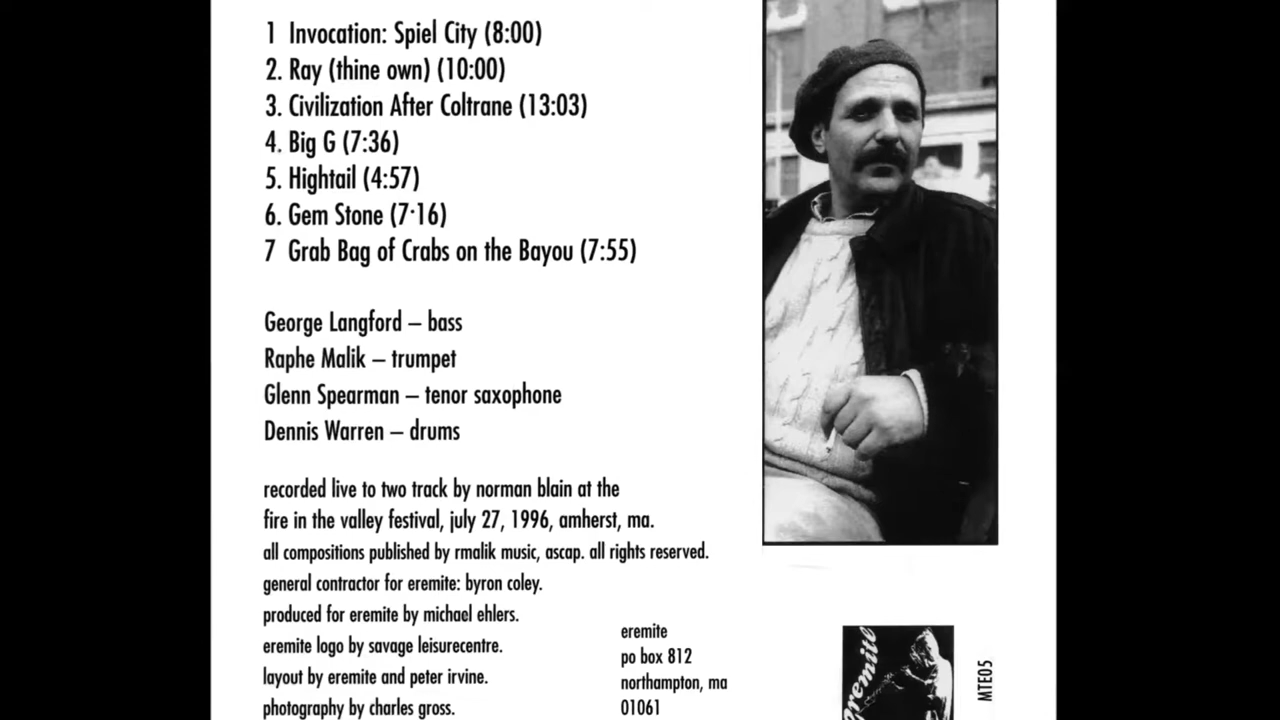 1 Invocation: Spiel City (8:00)
2. Ray (thine own) (10:00)
3. Civilization After Coltrane (13:03)
4. Big G (7:36)
5. Hightail (4:57)
6. Gem Stone (7·16)
7 Grab Bag of Crabs on the Bayou (7:55)
George Langford – bass
Raphe Malik – trumpet
Glenn Spearman – tenor saxophone
Dennis Warren – drums
recorded live to two track by norman blain at the
fire in the valley festival, july 27, 1996, amherst, ma.
all compositions published by rmalik music, ascap. all rights reserved.
general contractor for eremite: byron coley.
produced for eremite by michael ehlers.
eremite logo by savage leisurecentre.
layout by eremite and peter irvine.
photography by charles gross.
eremite
po box 812
northampton, ma
01061
eremite
MTE05